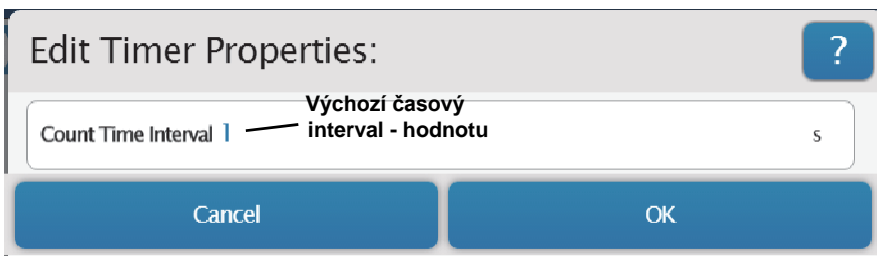 Edit Timer Properties:
?
Výchozí časový
interval - hodnotu
Count Time Interval 1
s
Cancel
OK